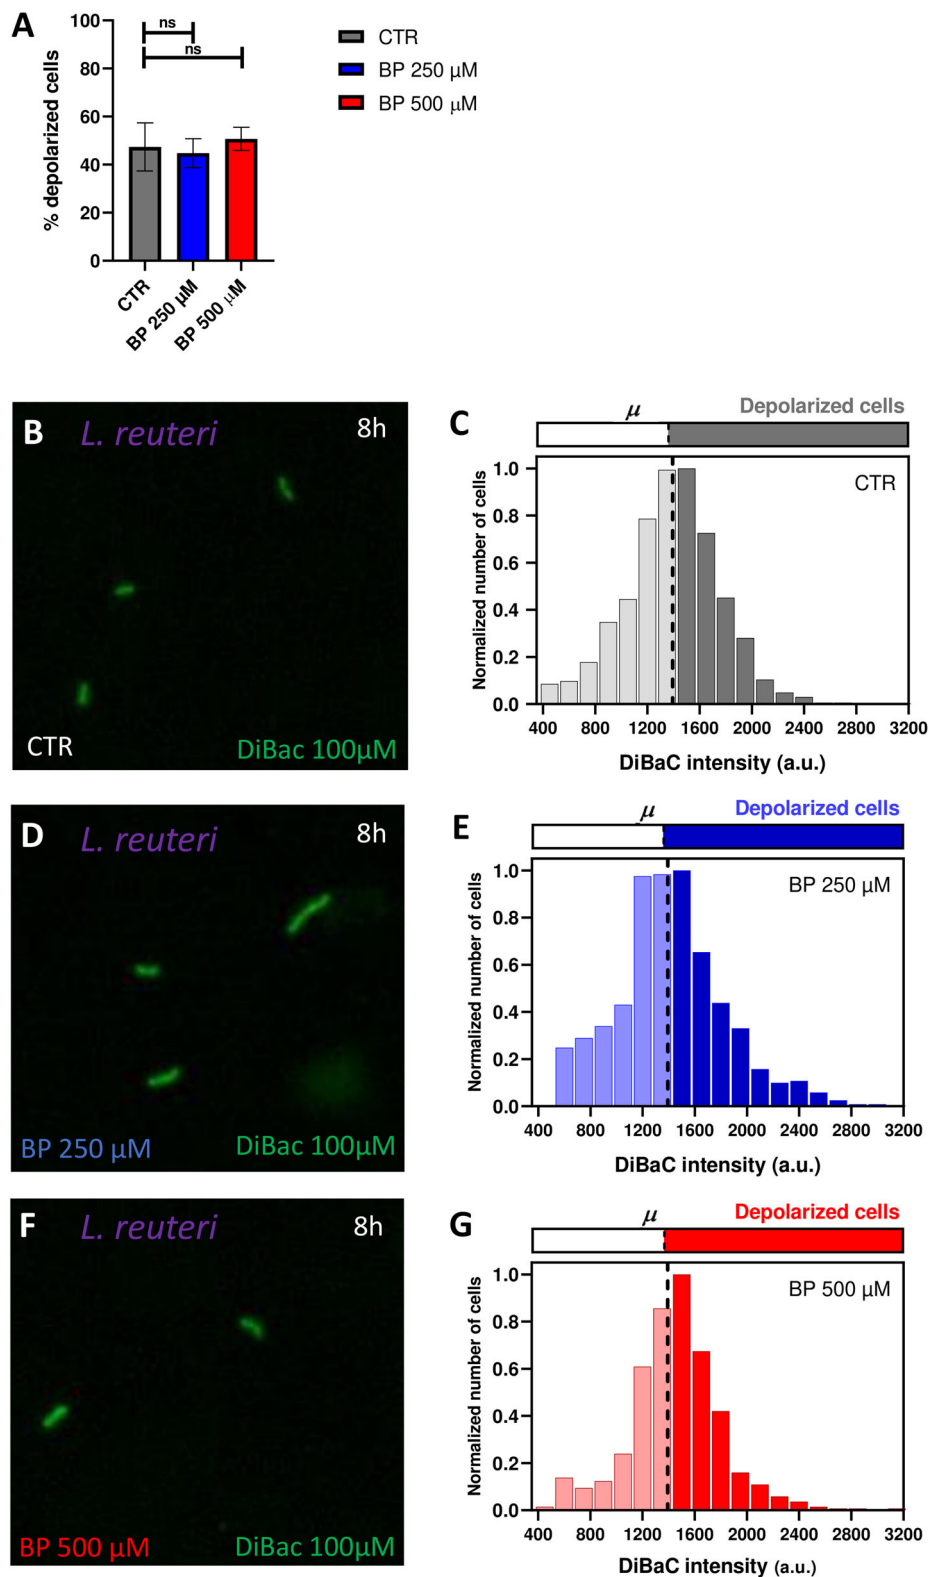 A
% depolarized cells
100
80
60
40
20
0
ns
ns
CTR
BP 250 µM
BP 500 µM
CTR
BP 250 µM
BP 500 µM
B
L. reuteri
8h
CTR
DiBac 100µM
C
µ
Depolarized cells
CTR
Normalized number of cells
1.0
0.8
0.6
0.4
0.2
0.0
400 800 1200 1600 2000 2400 2800 3200
DiBaC intensity (a.u.)
D
L. reuteri
8h
BP 250 µM
DiBac 100µM
E
µ
Depolarized cells
BP 250 µM
Normalized number of cells
1.0
0.8
0.6
0.4
0.2
0.0
400 800 1200 1600 2000 2400 2800 3200
DiBaC intensity (a.u.)
F
L. reuteri
8h
BP 500 µM
DiBac 100µM
G
µ
Depolarized cells
BP 500 µM
Normalized number of cells
1.0
0.8
0.6
0.4
0.2
0.0
400 800 1200 1600 2000 2400 2800 3200
DiBaC intensity (a.u.)